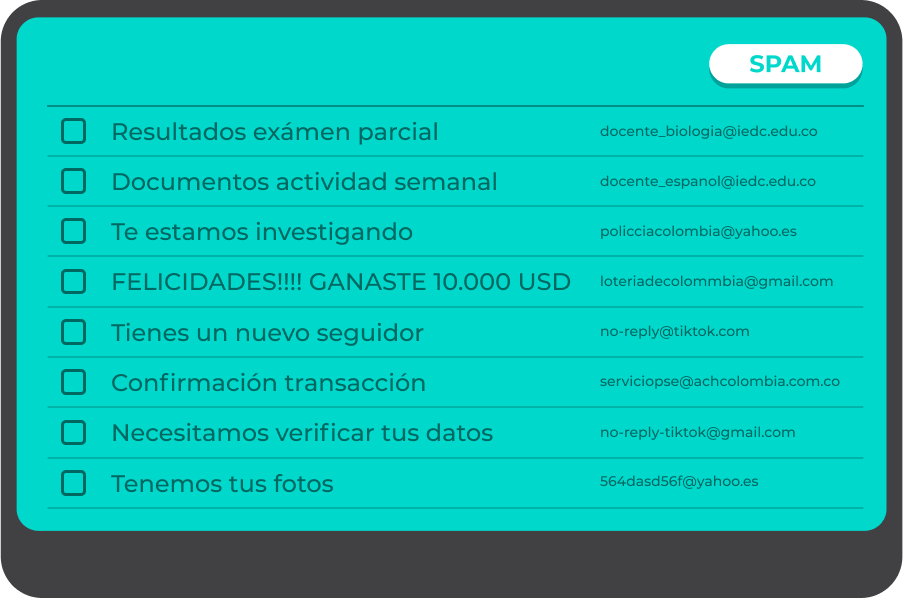 SPAM
Resultados exámen parcial docente_biologia@iedc.edu.co
Documentos actividad semanal docente_espanol@iedc.edu.co
Te estamos investigando policciacolombia@yahoo.es
FELICIDADES!!!! GANASTE 10.000 USD loteriadecolommbia@gmail.com
Tienes un nuevo seguidor no-reply@tiktok.com
Confirmación transacción serviciopse@achcolombia.com.co
Necesitamos verificar tus datos no-reply-tiktok@gmail.com
Tenemos tus fotos 564dasd56f@yahoo.es